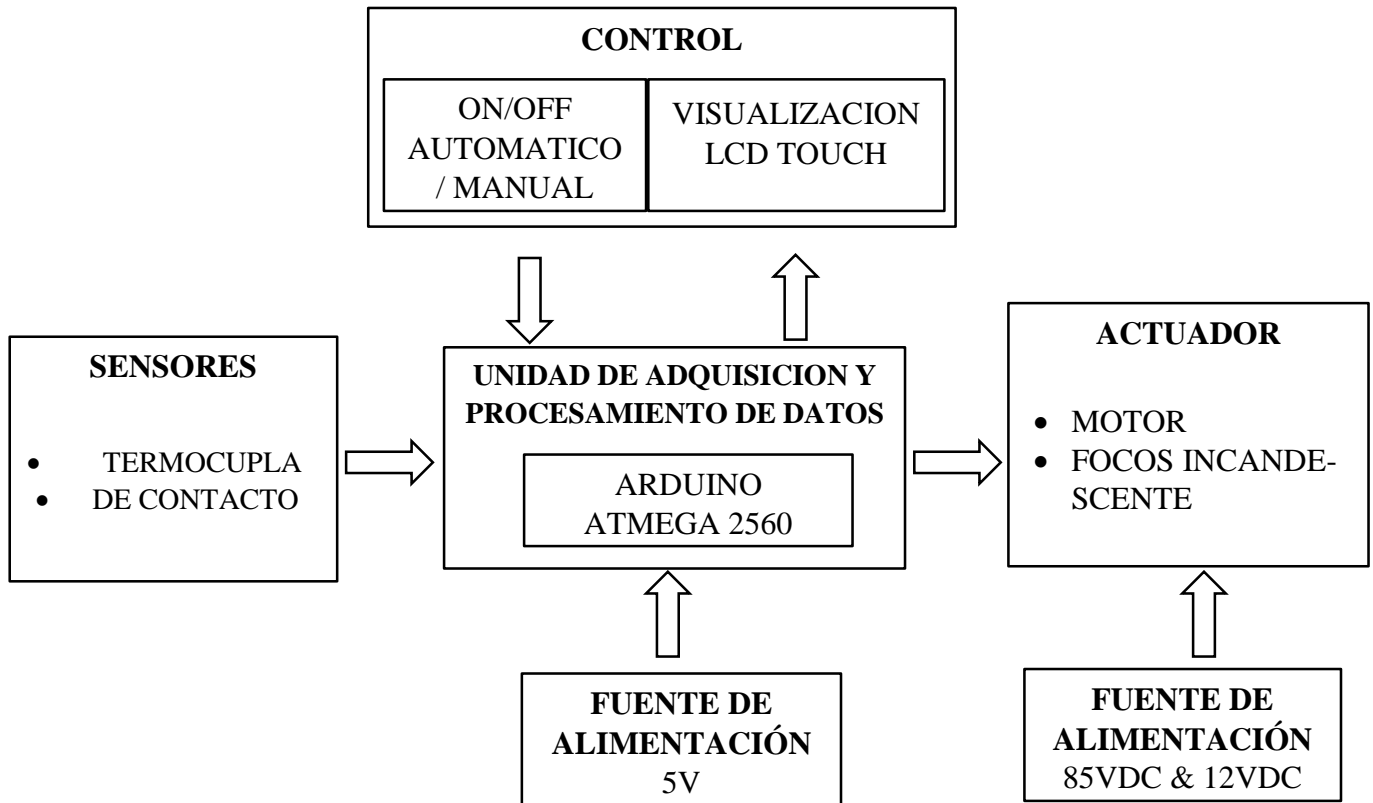 CONTROL
ON/OFF
AUTOMATICO
/ MANUAL
VISUALIZACION
LCD TOUCH
SENSORES
• TERMOCUPLA
• DE CONTACTO
UNIDAD DE ADQUISICION Y
PROCESAMIENTO DE DATOS
ARDUINO
ATMEGA 2560
ACTUADOR
• MOTOR
• FOCOS INCANDE-
SCENTE
FUENTE DE
ALIMENTACIÓN
5V
FUENTE DE
ALIMENTACIÓN
85VDC & 12VDC